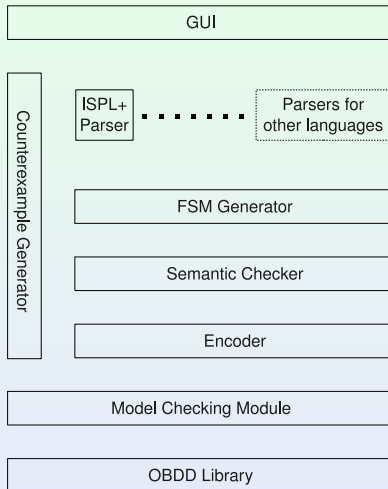 GUI
Counterexample Generator
ISPL+
Parser
Parsers for
other languages
FSM Generator
Semantic Checker
Encoder
Model Checking Module
OBDD Library